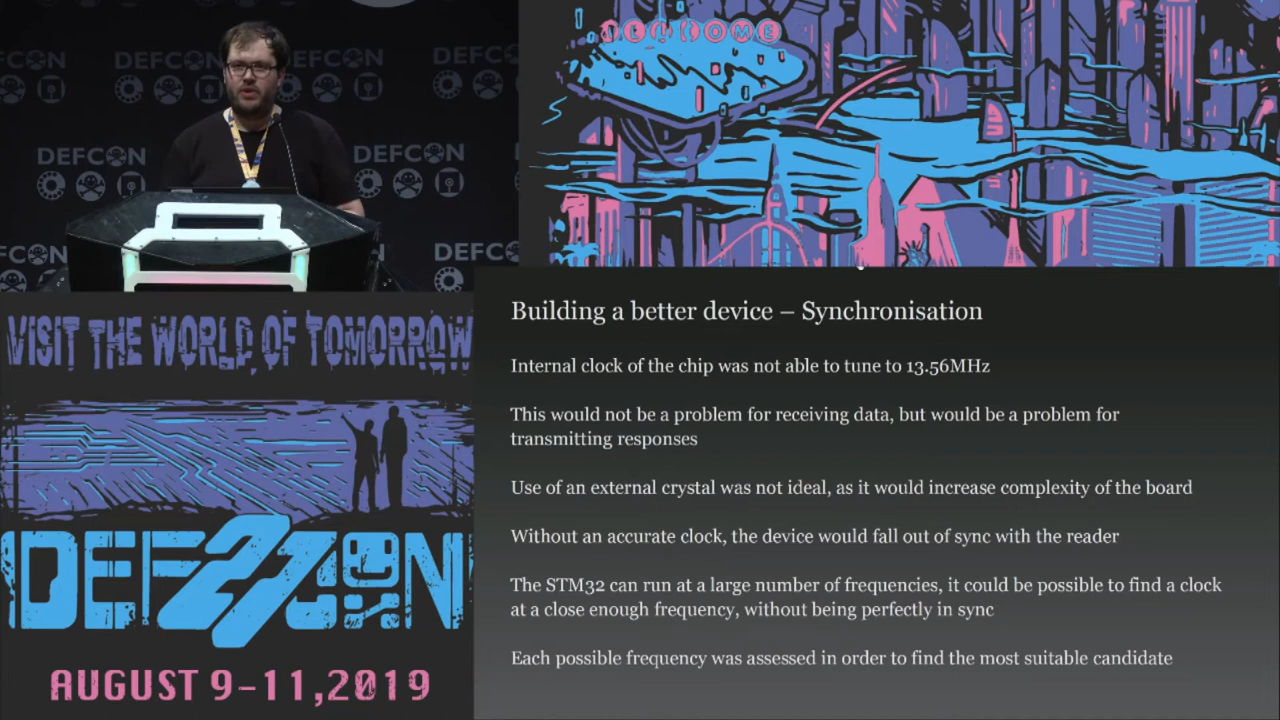 DEFCON
DEFCON
DEFCON
DEFCON
DEFCON
DEFCON
DEFCON
WELCOME
VISIT THE WORLD OF TOMORROW
DEFCON
27
AUGUST 9-11,2019
Building a better device – Synchronisation
Internal clock of the chip was not able to tune to 13.56MHz
This would not be a problem for receiving data, but would be a problem for
transmitting responses
Use of an external crystal was not ideal, as it would increase complexity of the board
Without an accurate clock, the device would fall out of sync with the reader
The STM32 can run at a large number of frequencies, it could be possible to find a clock
at a close enough frequency, without being perfectly in sync
Each possible frequency was assessed in order to find the most suitable candidate